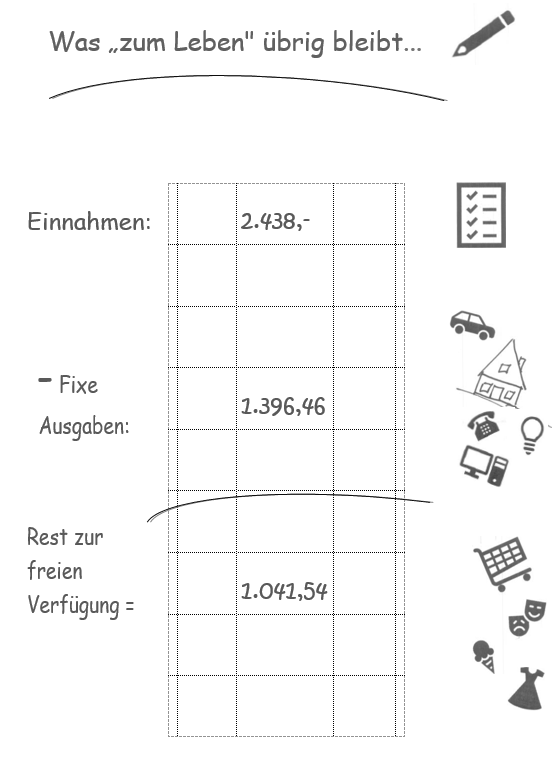 Was „zum Leben" übrig bleibt...
Einnahmen: 2.438,-
- Fixe
Ausgaben: 1.396,46
Rest zur
freien
Verfügung = 1.041,54